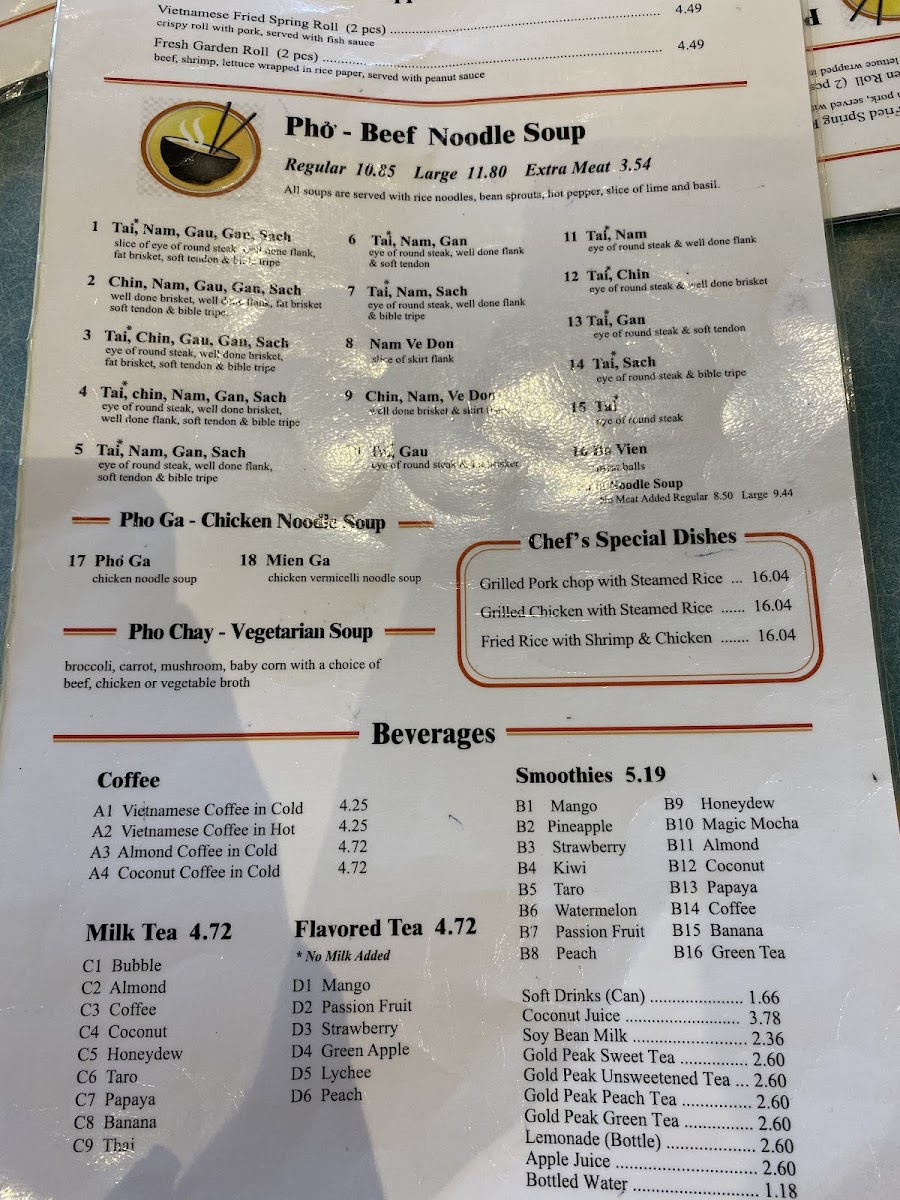 Vietnamese Fried Spring Roll (2 pcs) ........ 4.49
crispy roll with pork, served with fish sauce
Fresh Garden Roll (2 pcs) ........ 4.49
beef, shrimp, lettuce wrapped in rice paper, served with peanut sauce
Phở - Beef Noodle Soup
Regular 10.85 Large 11.80 Extra Meat 3.54
All soups are served with rice noodles, bean sprouts, hot pepper, slice of lime and basil.
1 Tai*, Nam, Gau, Gan, Sach
slice of eye of round steak, well done flank,
fat brisket, soft tendon & bible tripe
2 Chin, Nam, Gau, Gan, Sach
well done brisket, well done flank, fat brisket
soft tendon & bible tripe.
3 Tai*, Chin, Gau, Gan, Sach
eye of round steak, well done brisket,
fat brisket, soft tendon & bible tripe
4 Tai*, chin, Nam, Gan, Sach
eye of round steak, well done brisket,
well done flank, soft tendon & bible tripe
5 Tai*, Nam, Gan, Sach
eye of round steak, well done flank,
soft tendon & bible tripe
6 Tai*, Nam, Gan
eye of round steak, well done flank
& soft tendon
7 Tai*, Nam, Sach
eye of round steak, well done flank
& bible tripe
8 Nam Ve Don
slice of skirt flank
9 Chin, Nam, Ve Don
well done brisket & skirt flank
Tai*, Gau
eye of round steak & fat brisket
11 Tai*, Nam
eye of round steak & well done flank
12 Tai*, Chin
eye of round steak & well done brisket
13 Tai*, Gan
eye of round steak & soft tendon
14 Tai*, Sach
eye of round steak & bible tripe
15 Tai*
eye of round steak
16 Bo Vien
meat balls
Noodle Soup
No Meat Added Regular 8.50 Large 9.44
Pho Ga - Chicken Noodle Soup
17 Phở Ga
chicken noodle soup
18 Mien Ga
chicken vermicelli noodle soup
Pho Chay - Vegetarian Soup
broccoli, carrot, mushroom, baby corn with a choice of
beef, chicken or vegetable broth
Chef's Special Dishes
Grilled Pork chop with Steamed Rice ... 16.04
Grilled Chicken with Steamed Rice ...... 16.04
Fried Rice with Shrimp & Chicken ....... 16.04
Beverages
Coffee
A1 Vietnamese Coffee in Cold 4.25
A2 Vietnamese Coffee in Hot 4.25
A3 Almond Coffee in Cold 4.72
A4 Coconut Coffee in Cold 4.72
Milk Tea 4.72
C1 Bubble
C2 Almond
C3 Coffee
C4 Coconut
C5 Honeydew
C6 Taro
C7 Papaya
C8 Banana
C9 Thai
Flavored Tea 4.72
* No Milk Added
D1 Mango
D2 Passion Fruit
D3 Strawberry
D4 Green Apple
D5 Lychee
D6 Peach
Smoothies 5.19
B1 Mango
B2 Pineapple
B3 Strawberry
B4 Kiwi
B5 Taro
B6 Watermelon
B7 Passion Fruit
B8 Peach
B9 Honeydew
B10 Magic Mocha
B11 Almond
B12 Coconut
B13 Papaya
B14 Coffee
B15 Banana
B16 Green Tea
Soft Drinks (Can) .................... 1.66
Coconut Juice ......................... 3.78
Soy Bean Milk ........................ 2.36
Gold Peak Sweet Tea .............. 2.60
Gold Peak Unsweetened Tea ... 2.60
Gold Peak Peach Tea .............. 2.60
Gold Peak Green Tea .............. 2.60
Lemonade (Bottle) .................. 2.60
Apple Juice ............................ 2.60
Bottled Water ......................... 1.18